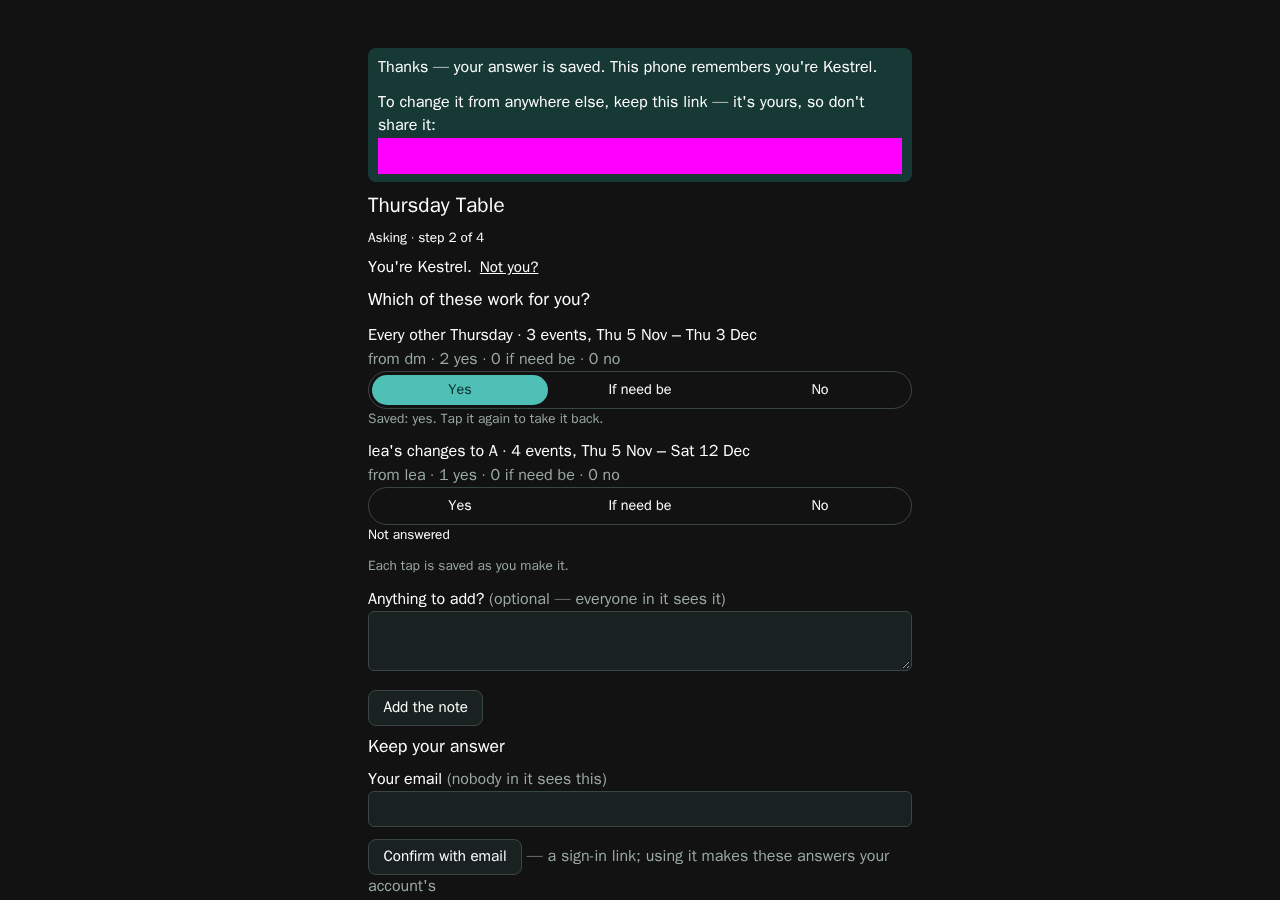 Thanks — your answer is saved. This phone remembers you're Kestrel.
To change it from anywhere else, keep this link — it's yours, so don't
share it:
Thursday Table
Asking · step 2 of 4
You're Kestrel. Not you?
Which of these work for you?
Every other Thursday · 3 events, Thu 5 Nov – Thu 3 Dec
from dm · 2 yes · 0 if need be · 0 no
Yes If need be No
Saved: yes. Tap it again to take it back.
lea's changes to A · 4 events, Thu 5 Nov – Sat 12 Dec
from lea · 1 yes · 0 if need be · 0 no
Yes If need be No
Not answered
Each tap is saved as you make it.
Anything to add? (optional — everyone in it sees it)
Add the note
Keep your answer
Your email (nobody in it sees this)
Confirm with email — a sign-in link; using it makes these answers your
account's